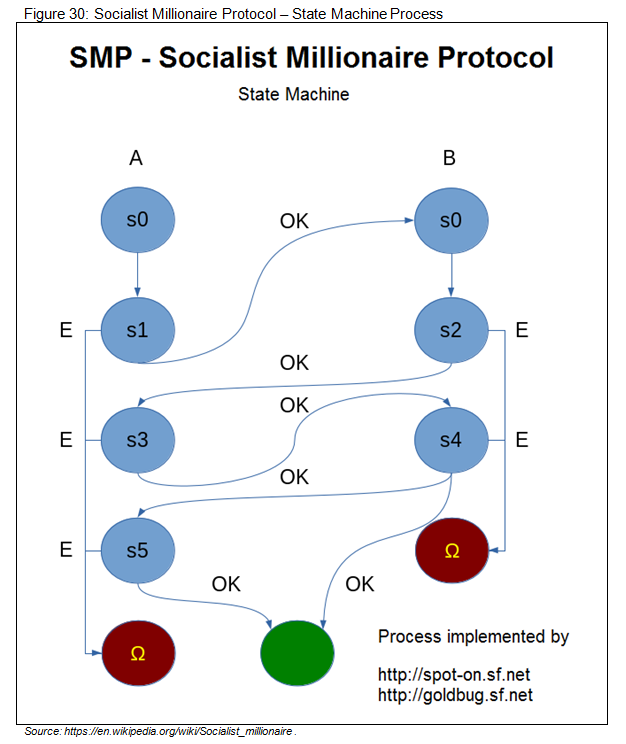 Figure 30: Socialist Millionaire Protocol – State Machine Process
SMP - Socialist Millionaire Protocol
State Machine
A B
s0 OK s0
E s1 s2 E
OK
OK
E s3 s4 E
OK
E s5 Ω
OK OK
Ω
Process implemented by
http://spot-on.sf.net
http://goldbug.sf.net
Source: https://en.wikipedia.org/wiki/Socialist_millionaire .